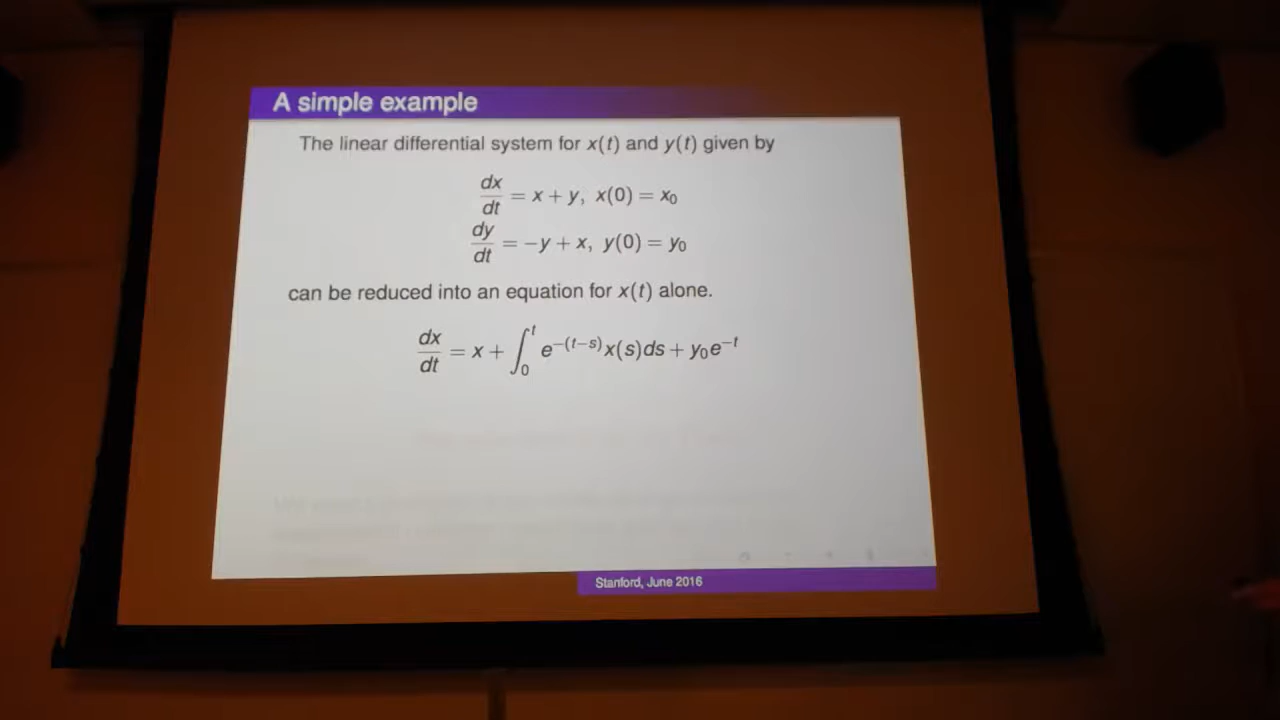 A simple example
The linear differential system for x(t) and y(t) given by
dx/dt = x + y, x(0) = x₀
dy/dt = −y + x, y(0) = y₀
can be reduced into an equation for x(t) alone.
dx/dt = x + ∫₀ᵗ e^{−(t−s)}x(s)ds + y₀e^{−t}
Stanford, June 2016